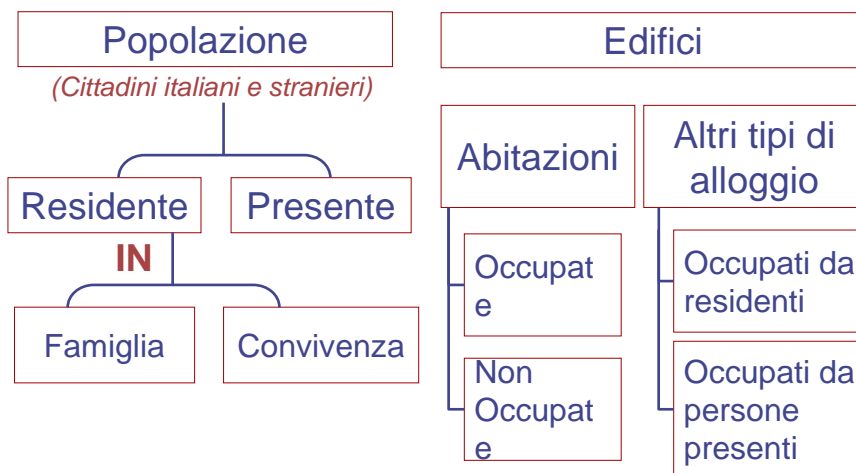 Popolazione
(Cittadini italiani e stranieri)
Residente
Presente
IN
Famiglia
Convivenza
Edifici
Abitazioni
Occupat
e
Non
Occupat
e
Altri tipi di
alloggio
Occupati da
residenti
Occupati da
persone
presenti